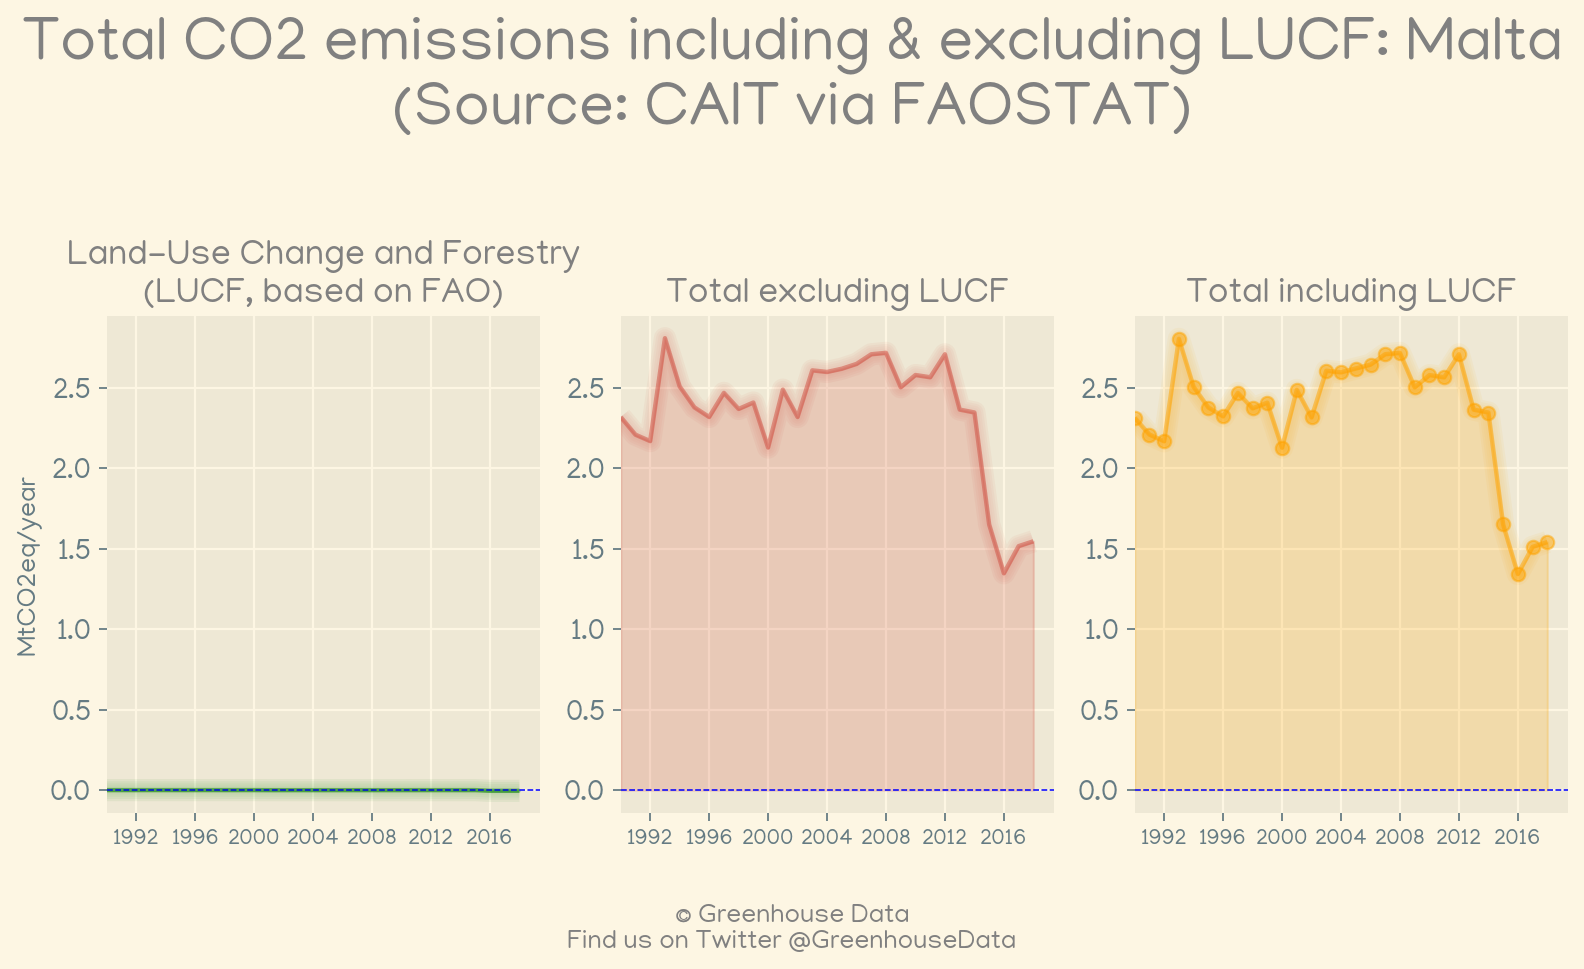 Total CO2 emissions including & excluding LUCF: Malta
(Source: CAIT via FAOSTAT)
Land-Use Change and Forestry
(LUCF, based on FAO)
Total excluding LUCF
Total including LUCF
MtCO2eq/year
2.5
2.0
1.5
1.0
0.5
0.0
1992 1996 2000 2004 2008 2012 2016
2.5
2.0
1.5
1.0
0.5
0.0
1992 1996 2000 2004 2008 2012 2016
2.5
2.0
1.5
1.0
0.5
0.0
1992 1996 2000 2004 2008 2012 2016
© Greenhouse Data
Find us on Twitter @GreenhouseData